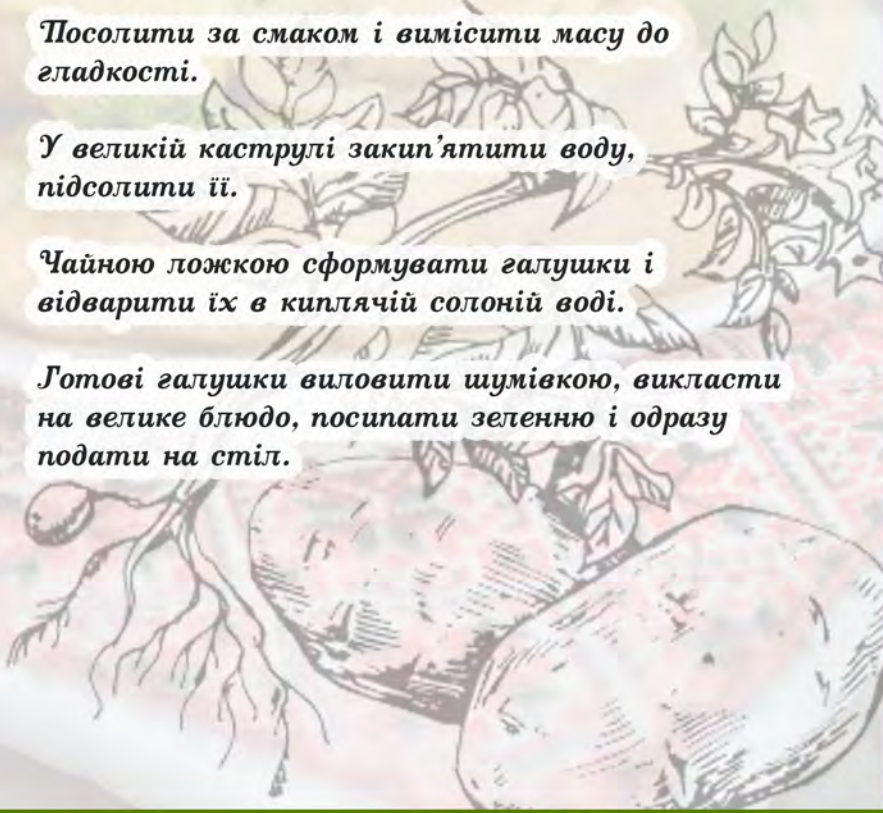 Посолити за смаком і вимісити масу до
гладкості.
У великій каструлі закип’ятити воду,
підсолити її.
Чайною ложкою сформувати галушки і
відварити їх в киплячій солоній воді.
Готові галушки виловити шумівкою, викласти
на велике блюдо, посипати зеленню і одразу
подати на стіл.